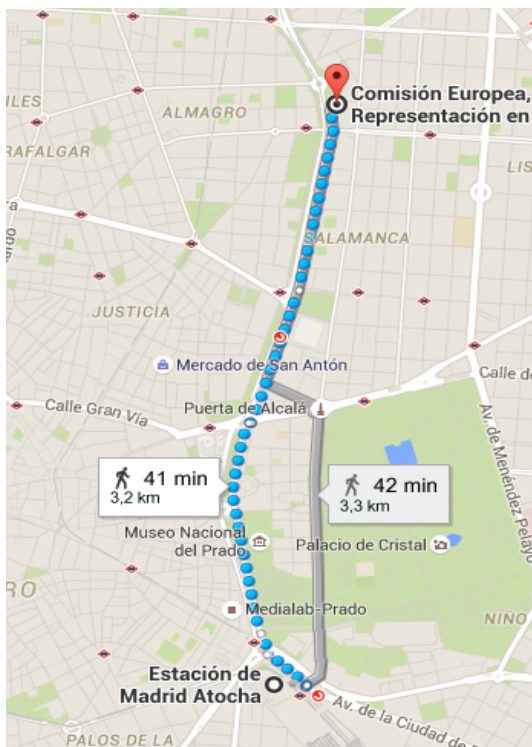 Comisión Europea,
Representación en
ALMAGRO
ILES
RAFALGAR
LIS
SALAMANCA
JUSTICIA
Mercado de San Antón
Calle de
Puerta de Alcalá
Calle Gran Vía
Av. de Menéndez Pelayo
41 min
3,2 km
42 min
3,3 km
Museo Nacional
del Prado
Palacio de Cristal
RO
Medialab-Prado
NIÑO
Estación de
Madrid Atocha
Av. de la Ciudad de B
PALOS DE LA